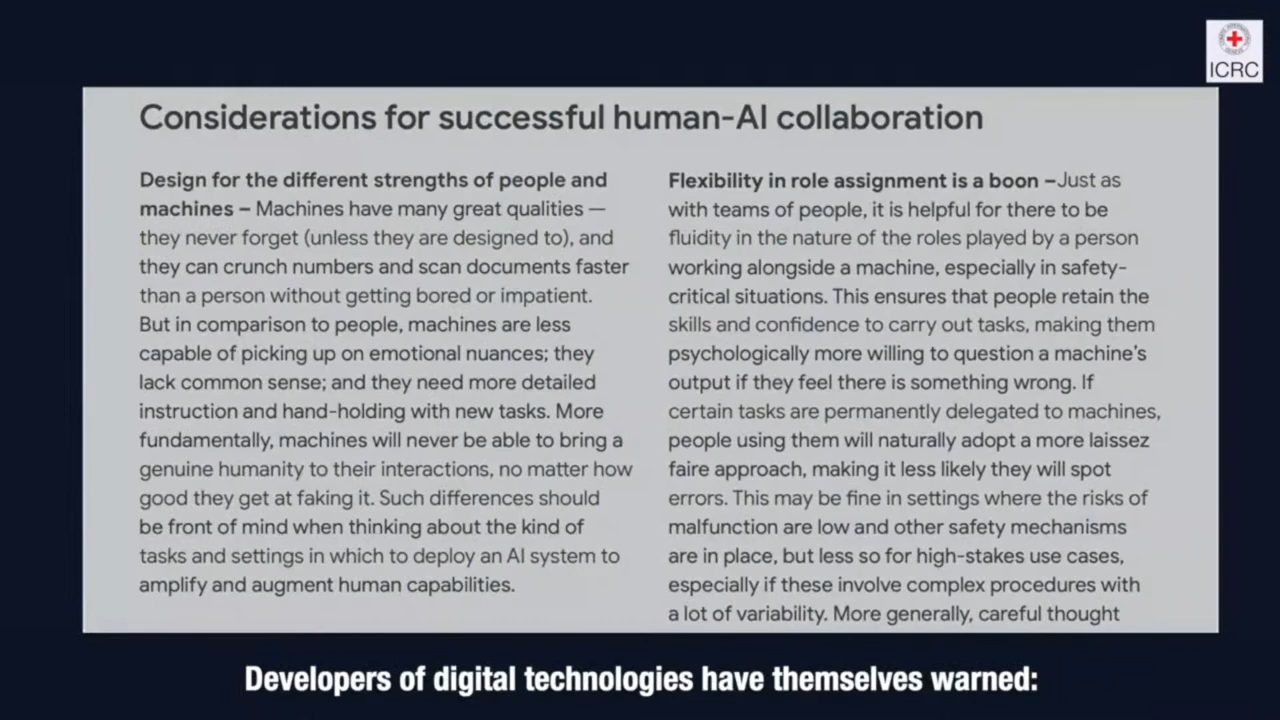 ICRC
Considerations for successful human-AI collaboration
Design for the different strengths of people and
machines – Machines have many great qualities —
they never forget (unless they are designed to), and
they can crunch numbers and scan documents faster
than a person without getting bored or impatient.
But in comparison to people, machines are less
capable of picking up on emotional nuances; they
lack common sense; and they need more detailed
instruction and hand-holding with new tasks. More
fundamentally, machines will never be able to bring a
genuine humanity to their interactions, no matter how
good they get at faking it. Such differences should
be front of mind when thinking about the kind of
tasks and settings in which to deploy an AI system to
amplify and augment human capabilities.
Flexibility in role assignment is a boon –Just as
with teams of people, it is helpful for there to be
fluidity in the nature of the roles played by a person
working alongside a machine, especially in safety-
critical situations. This ensures that people retain the
skills and confidence to carry out tasks, making them
psychologically more willing to question a machine's
output if they feel there is something wrong. If
certain tasks are permanently delegated to machines,
people using them will naturally adopt a more laissez
faire approach, making it less likely they will spot
errors. This may be fine in settings where the risks of
malfunction are low and other safety mechanisms
are in place, but less so for high-stakes use cases,
especially if these involve complex procedures with
a lot of variability. More generally, careful thought
Developers of digital technologies have themselves warned: